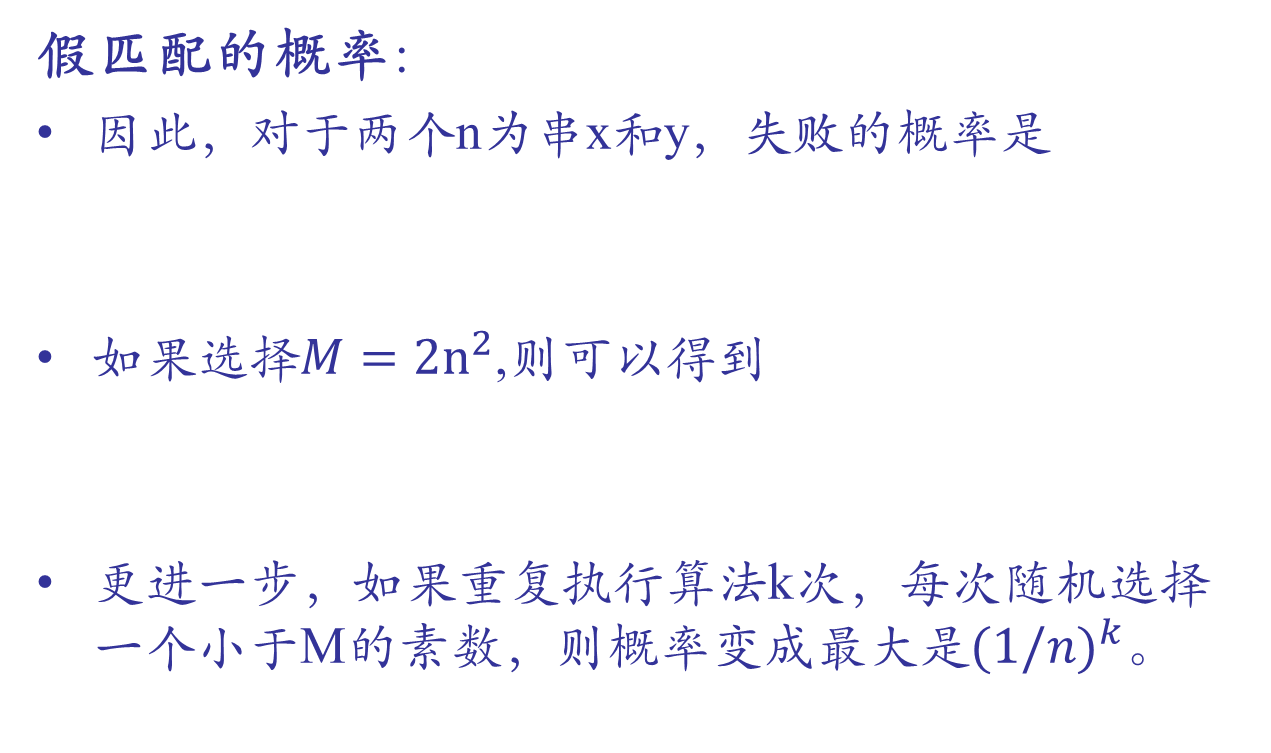 假匹配的概率:
• 因此，对于两个n为串x和y，失败的概率是
• 如果选择M = 2n²,则可以得到
• 更进一步，如果重复执行算法k次，每次随机选择
一个小于M的素数，则概率变成最大是(1/n)ᵏ。